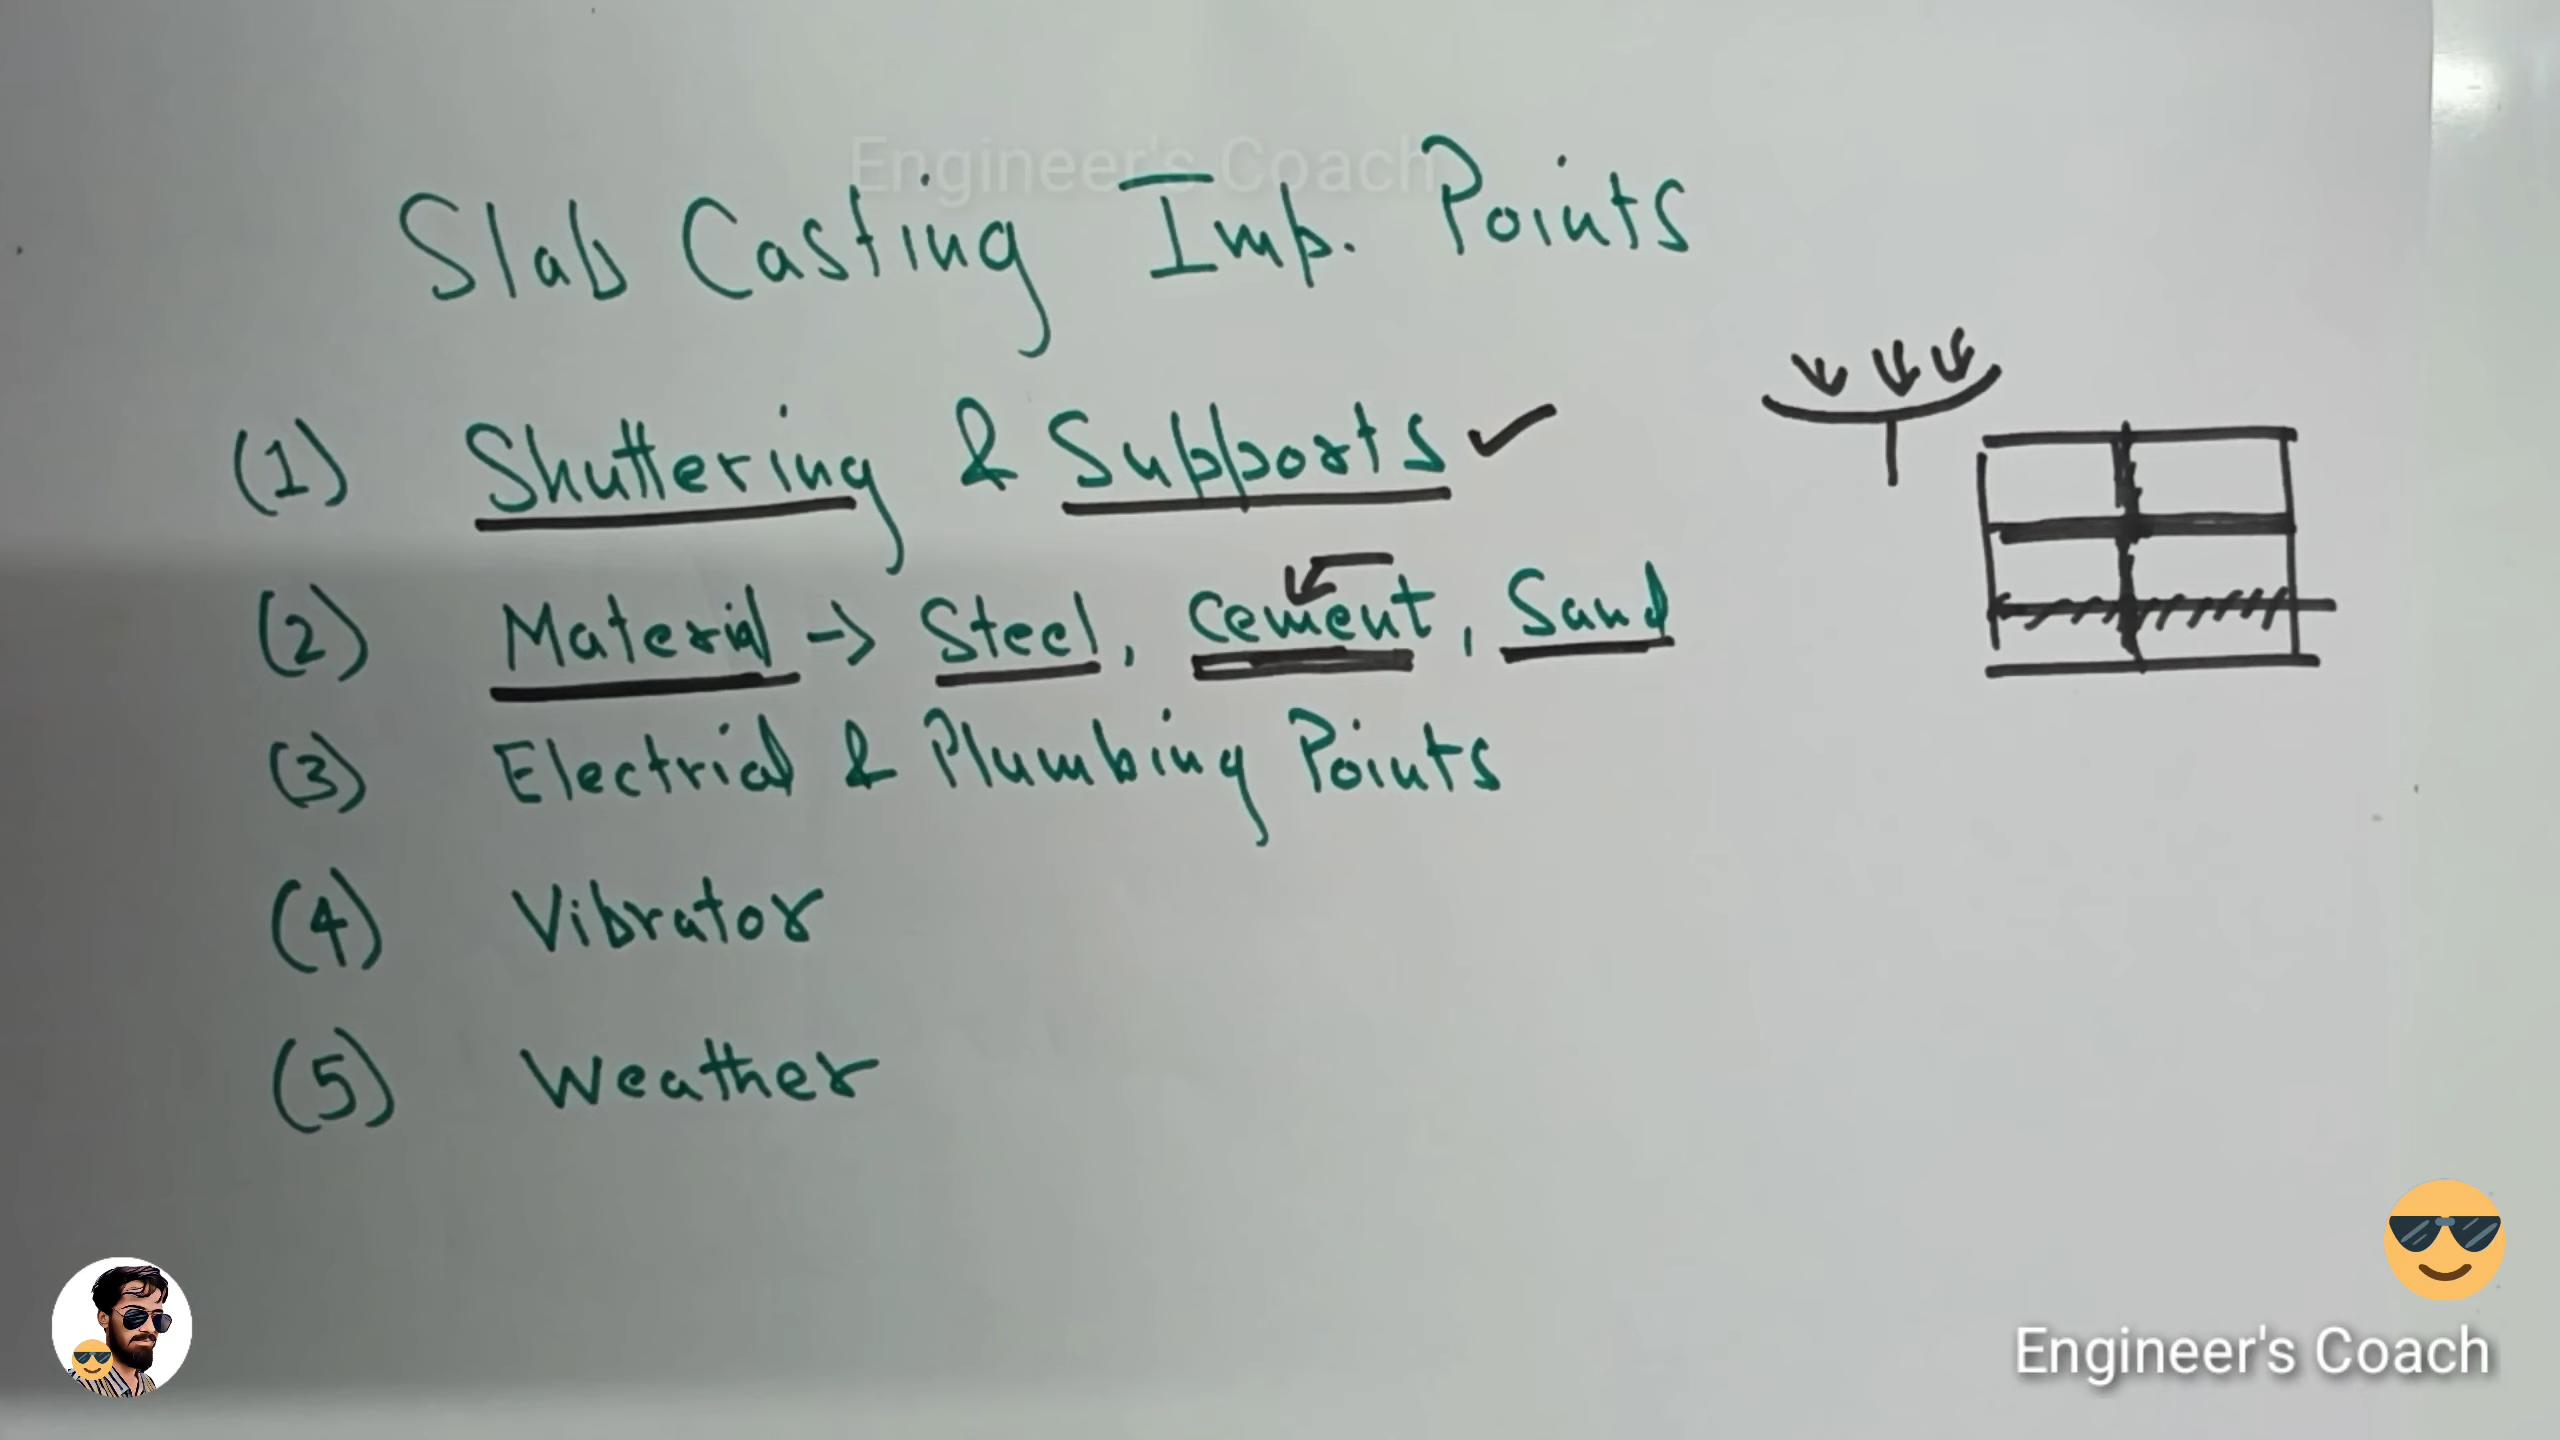 Engineer's Coach
Slab Casting Imp. Points
(1) Shuttering & Supports
(2) Material → Steel, Cement, Sand
(3) Electrial & Plumbing Points
(4) Vibrator
(5) Weather
Engineer's Coach